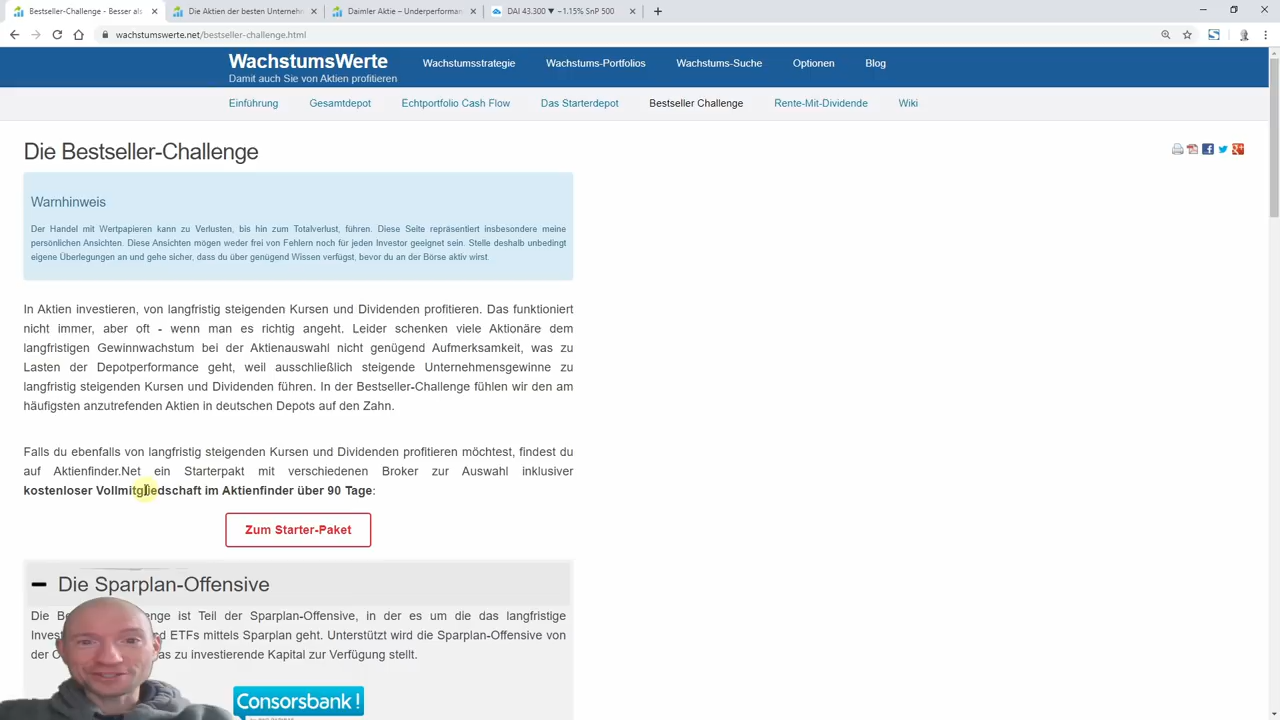 Bestseller-Challenge - Besser als
Die Aktien der besten Unternehm
Daimler Aktie – Underperforman
DAI 43.300 ▼ −1.15% SnP 500
wachstumswerte.net/bestseller-challenge.html
WachstumsWerte
Damit auch Sie von Aktien profitieren
Wachstumsstrategie Wachstums-Portfolios Wachstums-Suche Optionen Blog
Einführung Gesamtdepot Echtportfolio Cash Flow Das Starterdepot Bestseller Challenge Rente-Mit-Dividende Wiki
Die Bestseller-Challenge
Warnhinweis
Der Handel mit Wertpapieren kann zu Verlusten, bis hin zum Totalverlust, führen. Diese Seite repräsentiert insbesondere meine
persönlichen Ansichten. Diese Ansichten mögen weder frei von Fehlern noch für jeden Investor geeignet sein. Stelle deshalb unbedingt
eigene Überlegungen an und gehe sicher, dass du über genügend Wissen verfügst, bevor du an der Börse aktiv wirst.
In Aktien investieren, von langfristig steigenden Kursen und Dividenden profitieren. Das funktioniert
nicht immer, aber oft - wenn man es richtig angeht. Leider schenken viele Aktionäre dem
langfristigen Gewinnwachstum bei der Aktienauswahl nicht genügend Aufmerksamkeit, was zu
Lasten der Depotperformance geht, weil ausschließlich steigende Unternehmensgewinne zu
langfristig steigenden Kursen und Dividenden führen. In der Bestseller-Challenge fühlen wir den am
häufigsten anzutrefenden Aktien in deutschen Depots auf den Zahn.
Falls du ebenfalls von langfristig steigenden Kursen und Dividenden profitieren möchtest, findest du
auf Aktienfinder.Net ein Starterpakt mit verschiedenen Broker zur Auswahl inklusiver
kostenloser Vollmitgliedschaft im Aktienfinder über 90 Tage:
Zum Starter-Paket
Die Sparplan-Offensive
Die enge ist Teil der Sparplan-Offensive, in der es um die das langfristige
ETFs mittels Sparplan geht. Unterstützt wird die Sparplan-Offensive von
der as zu investierende Kapital zur Verfügung stellt.
Consorsbank!